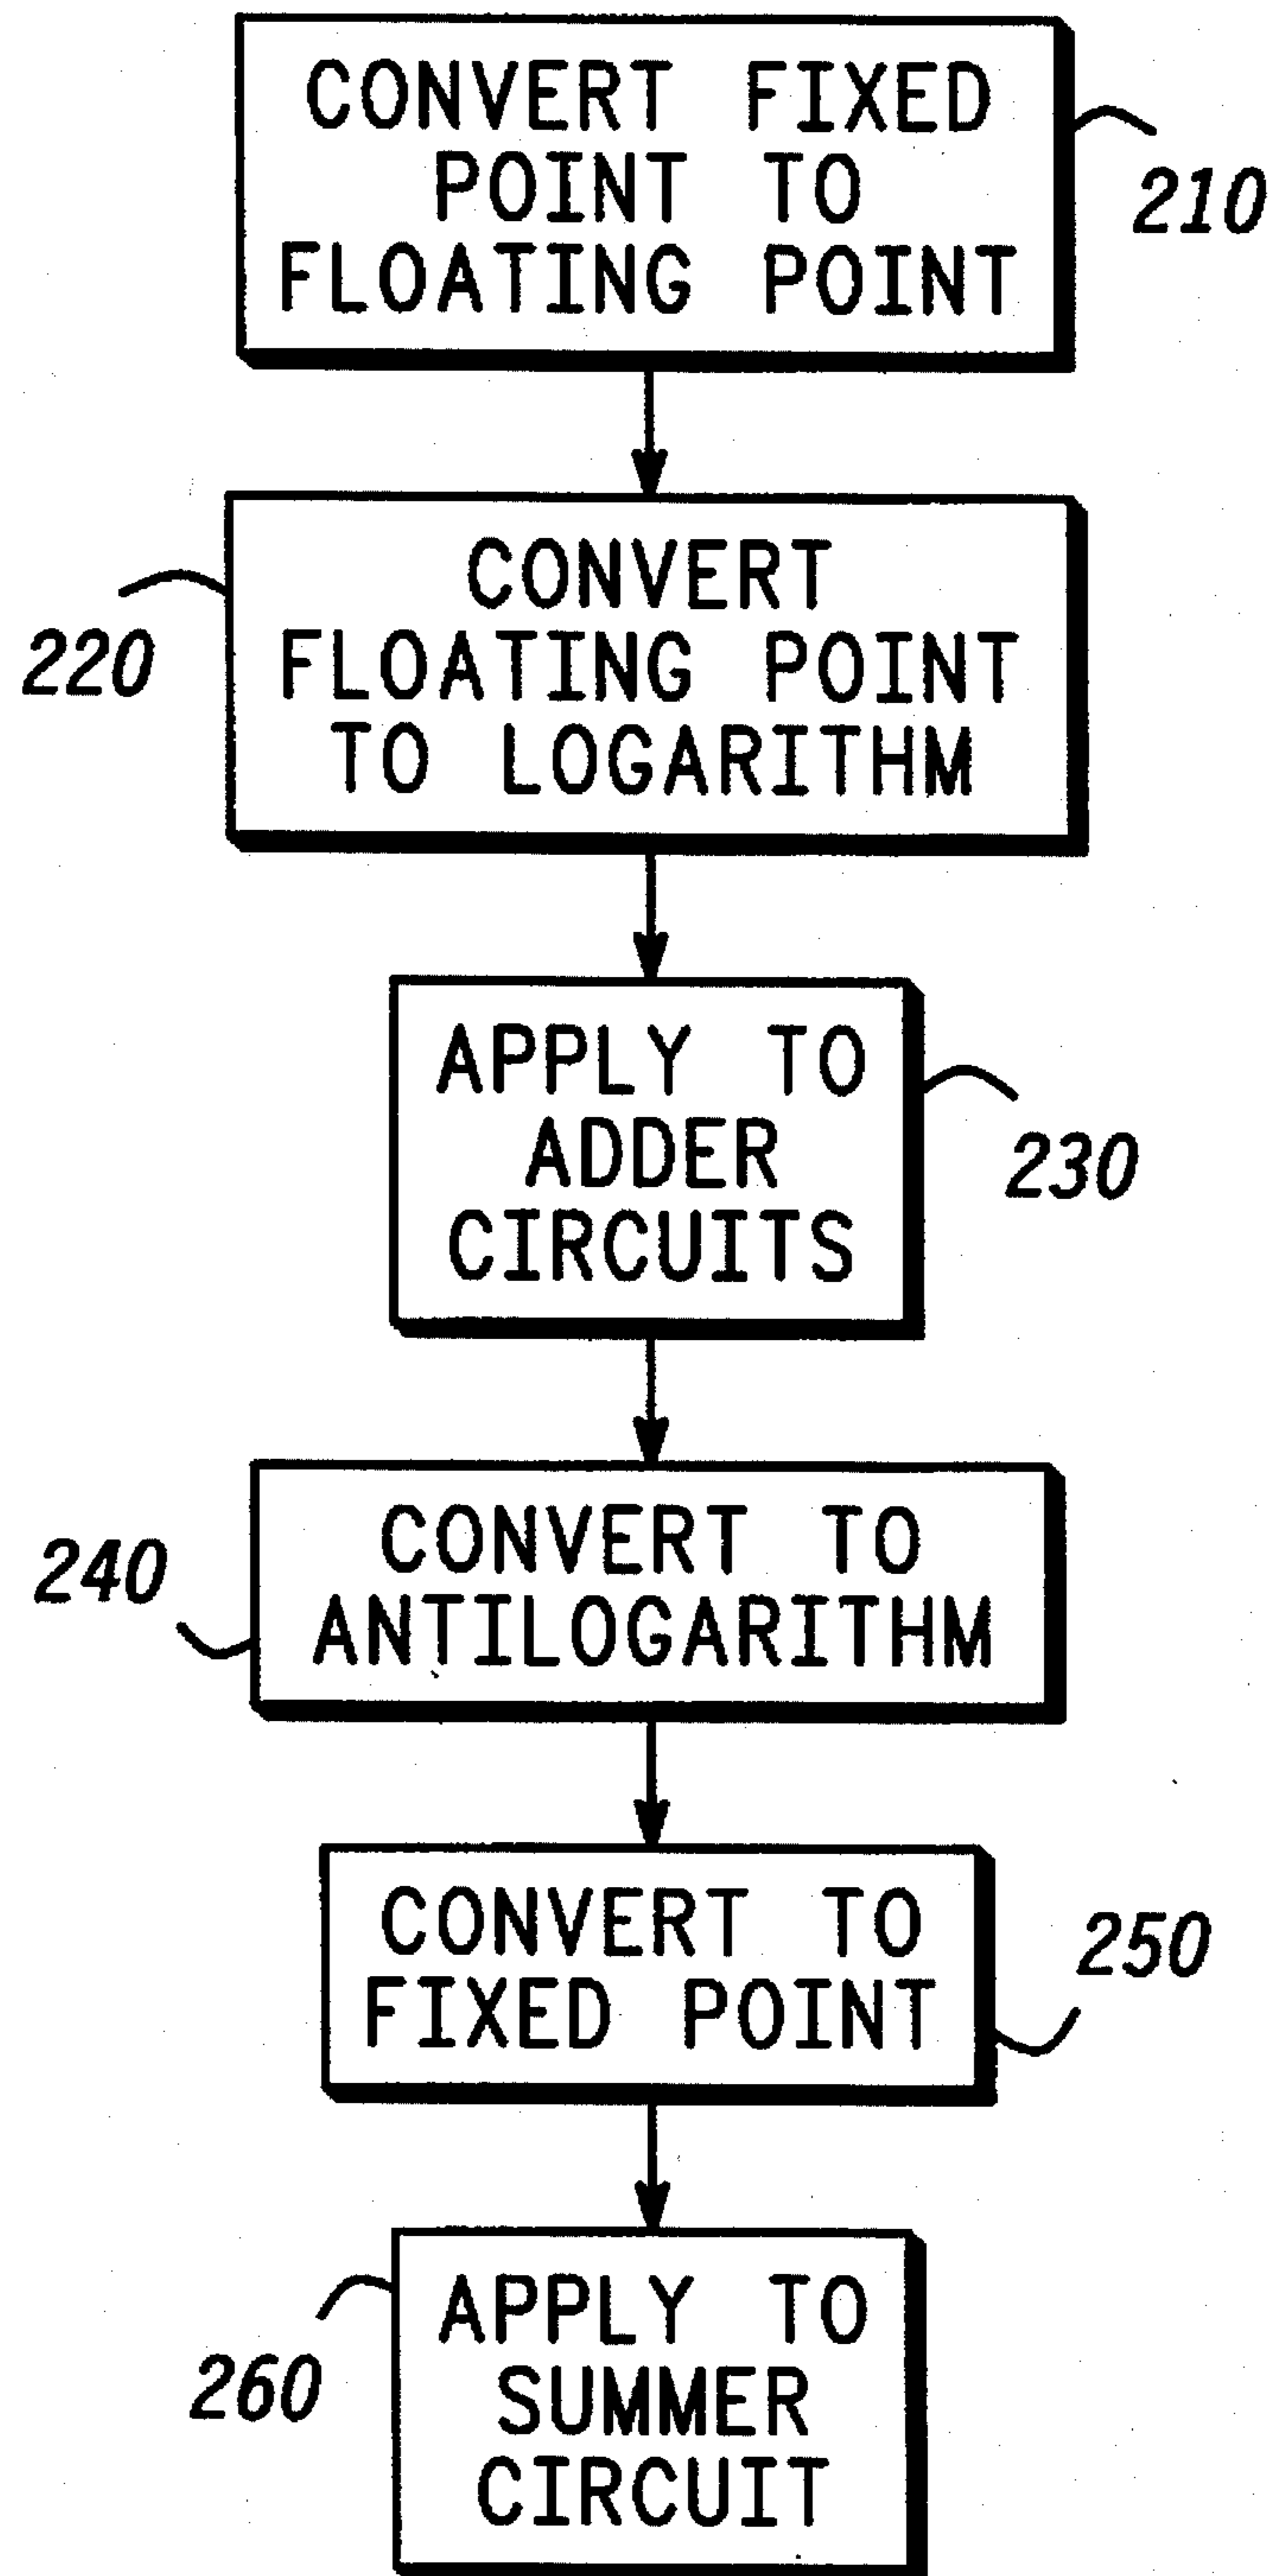 CONVERT FIXED
POINT TO
FLOATING POINT
210
CONVERT
FLOATING POINT
TO LOGARITHM
220
APPLY TO
ADDER
CIRCUITS
230
CONVERT TO
ANTILOGARITHM
240
CONVERT TO
FIXED POINT
250
APPLY TO
SUMMER
CIRCUIT
260